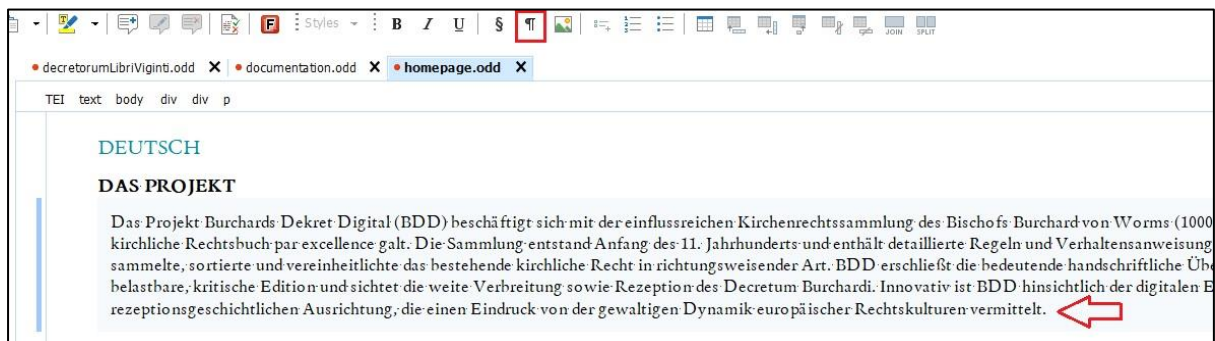 Styles B I U § ¶ JOIN SPLIT
decretorumLibriViginti.odd documentation.odd homepage.odd
TEI text body div div p
DEUTSCH
DAS PROJEKT
Das Projekt Burchards Dekret Digital (BDD) beschäftigt sich mit der einflussreichen Kirchenrechtssammlung des Bischofs Burchard von Worms (1000
kirchliche Rechtsbuch par excellence galt. Die Sammlung entstand Anfang des 11. Jahrhunderts und enthält detaillierte Regeln und Verhaltensanweisung
sammelte, sortierte und vereinheitlichte das bestehende kirchliche Recht in richtungsweisender Art. BDD erschließt die bedeutende handschriftliche Übe
belastbare, kritische Edition und sichtet die weite Verbreitung sowie Rezeption des Decretum Burchardi. Innovativ ist BDD hinsichtlich der digitalen E
rezeptionsgeschichtlichen Ausrichtung, die einen Eindruck von der gewaltigen Dynamik europäischer Rechtskulturen vermittelt.